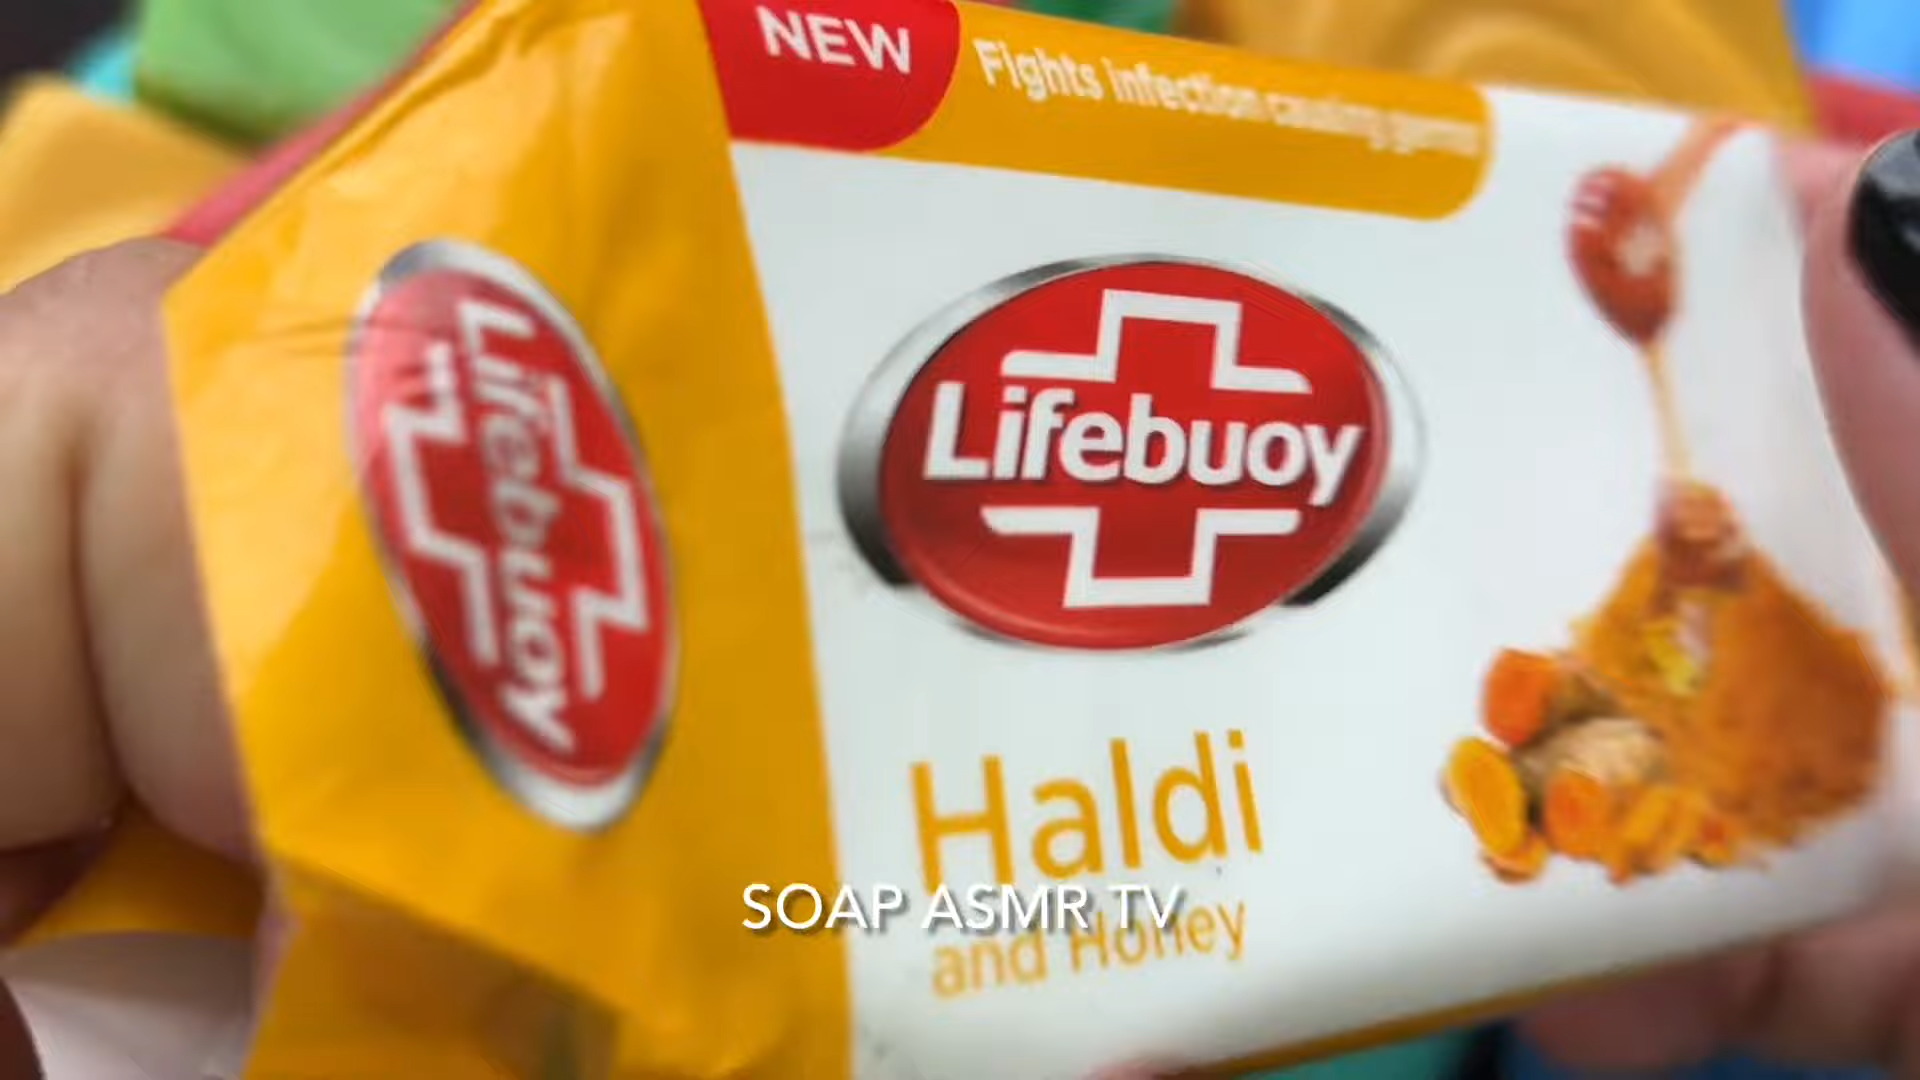 NEW
Fights infection causing germs
Lifebuoy
Lifebuoy
Haldi
and Honey
SOAP ASMR TV